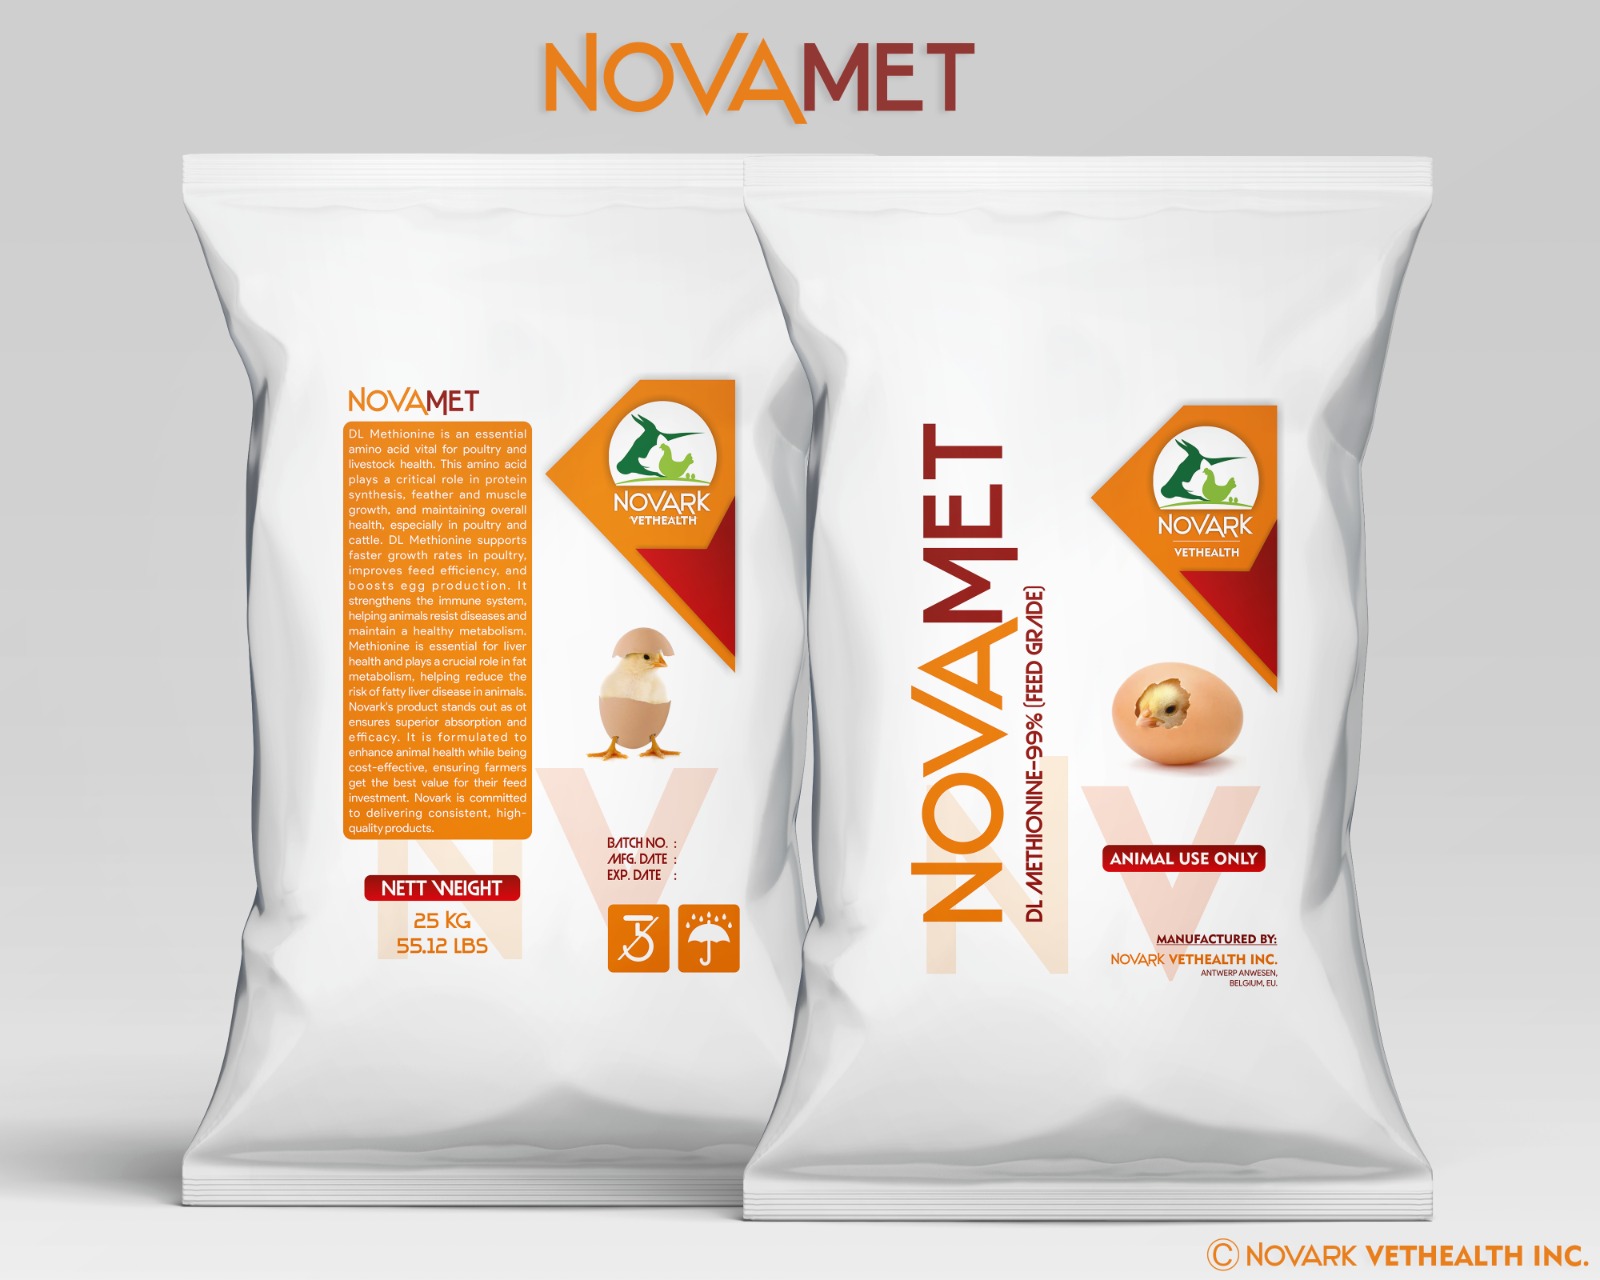 NOVAMET
NOVAMET
DL Methionine is an essential
amino acid vital for poultry and
livestock health. This amino acid
plays a critical role in protein
synthesis, feather and muscle
growth, and maintaining overall
health, especially in poultry and
cattle. DL Methionine supports
faster growth rates in poultry,
improves feed efficiency, and
boosts egg production. It
strengthens the immune system,
helping animals resist diseases and
maintain a healthy metabolism.
Methionine is essential for liver
health and plays a crucial role in fat
metabolism, helping reduce the
risk of fatty liver disease in animals.
Novark's product stands out as ot
ensures superior absorption and
efficacy. It is formulated to
enhance animal health while being
cost-effective, ensuring farmers
get the best value for their feed
investment. Novark is committed
to delivering consistent, high-
quality products.
NETT WEIGHT
25 KG
55.12 LBS
NOVARK
VETHEALTH
BATCH NO. :
MFG. DATE :
EXP. DATE :
NV
NOVAMET
DL METHIONINE-99% (FEED GRADE)
NOVARK
VETHEALTH
NV
ANIMAL USE ONLY
MANUFACTURED BY:
NOVARK VETHEALTH INC.
ANTWERP ANWESEN,
BELGIUM, EU.
© NOVARK VETHEALTH INC.